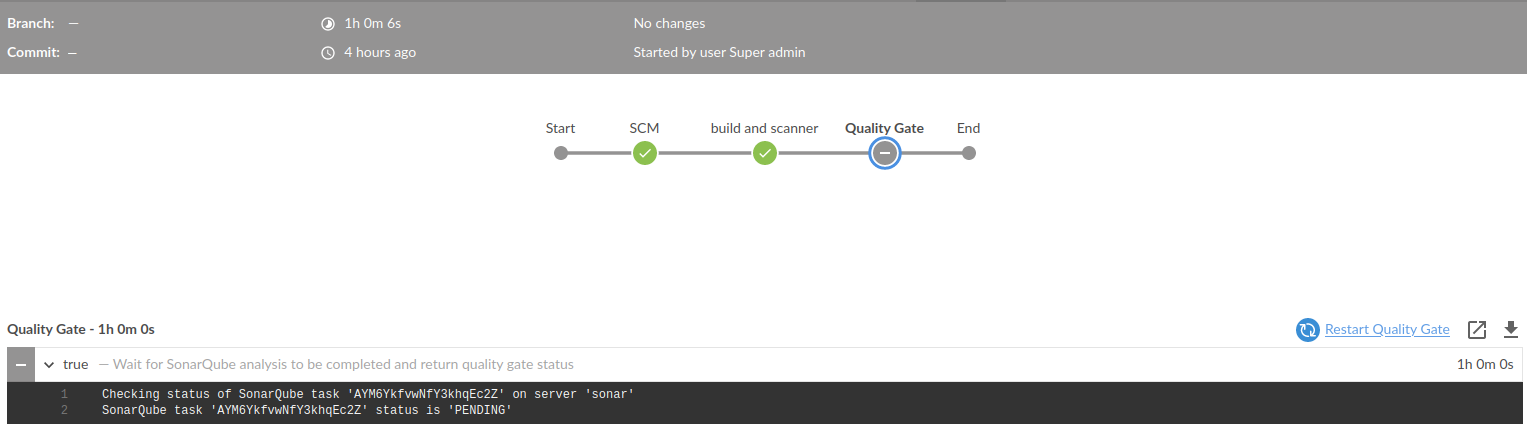 Branch: — 1h 0m 6s No changes
Commit: — 4 hours ago Started by user Super admin
Start SCM build and scanner Quality Gate End
Quality Gate - 1h 0m 0s Restart Quality Gate
true — Wait for SonarQube analysis to be completed and return quality gate status 1h 0m 0s
1 Checking status of SonarQube task 'AYM6YkfvwNfY3khqEc2Z' on server 'sonar'
2 SonarQube task 'AYM6YkfvwNfY3khqEc2Z' status is 'PENDING'